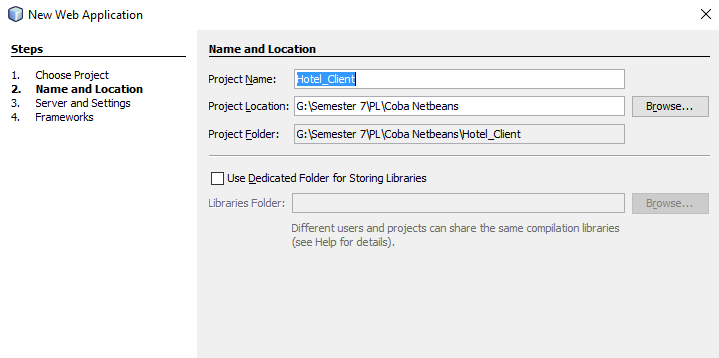 New Web Application
Steps
1. Choose Project
2. Name and Location
3. Server and Settings
4. Frameworks
Name and Location
Project Name: Hotel_Client
Project Location: G:\Semester 7\PL\Coba Netbeans Browse...
Project Folder: G:\Semester 7\PL\Coba Netbeans\Hotel_Client
Use Dedicated Folder for Storing Libraries
Libraries Folder: Browse...
Different users and projects can share the same compilation libraries
(see Help for details).